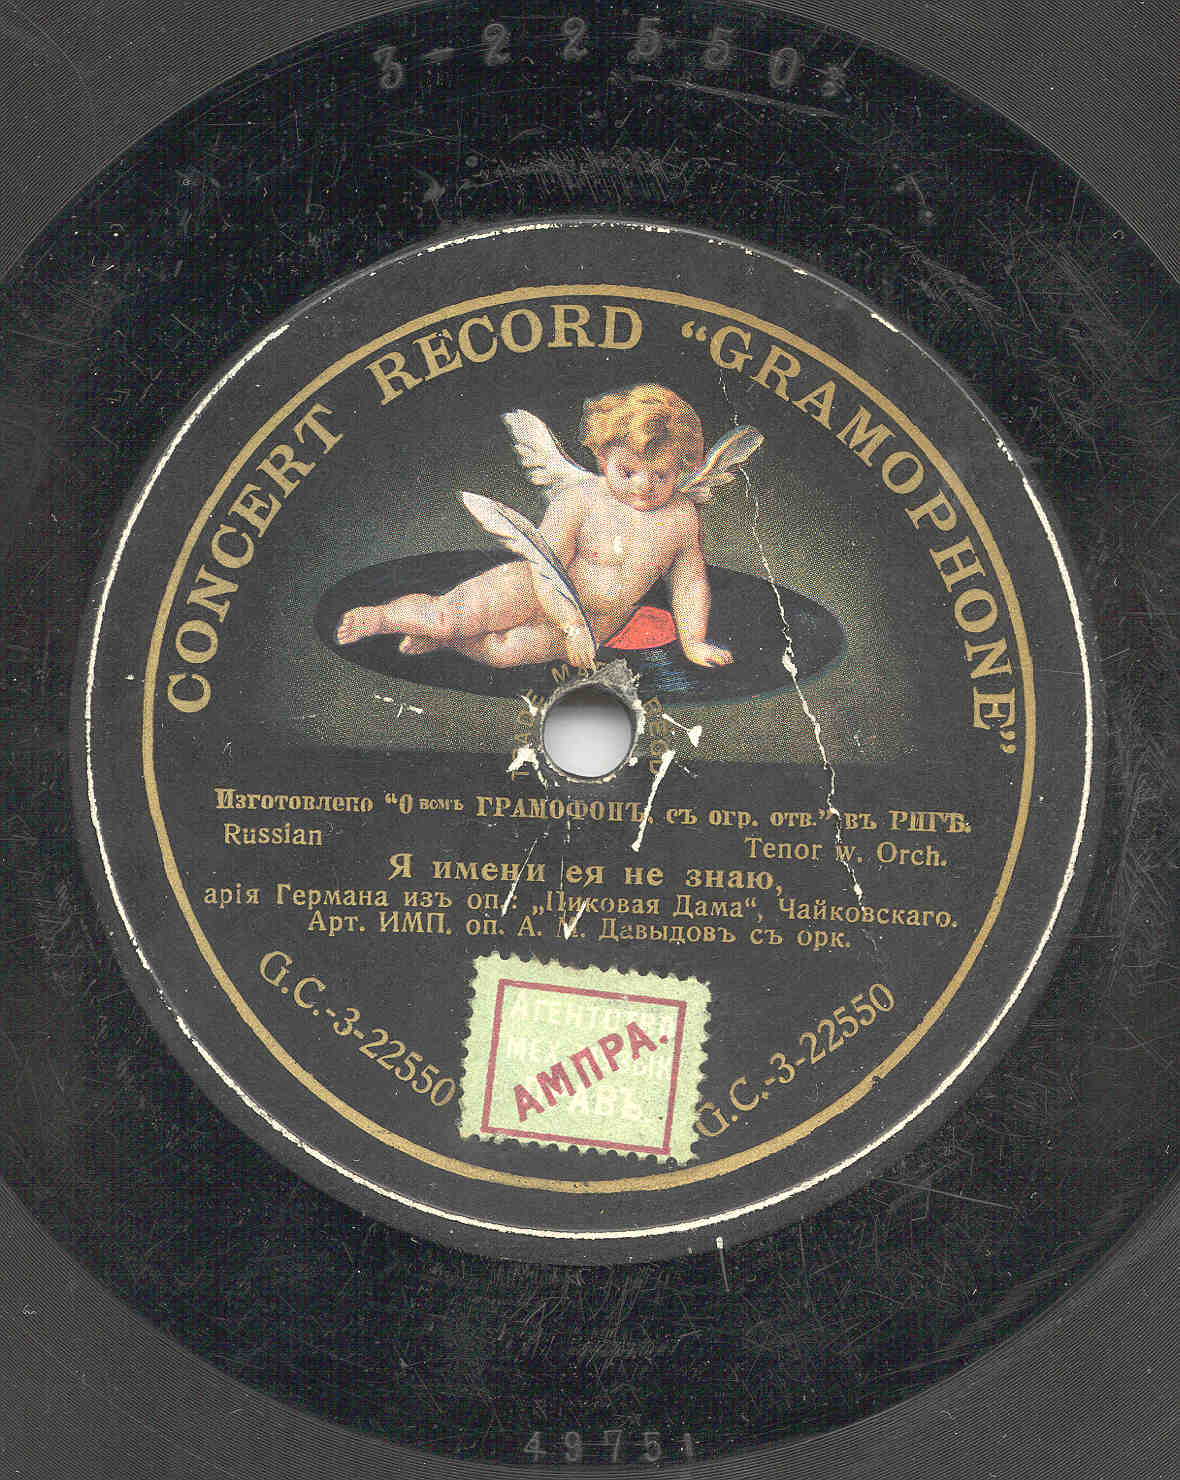 3-22550
CONCERT RECORD “GRAMOPHONE”
TRADE M REGD
Изготовлено “О вомъ ГРАМОФОНЪ, съ огр. отв.” въ РИГѢ.
Russian Tenor w. Orch.
Я имени ея не знаю,
арія Германа изъ оп.: „Пиковая Дама“, Чайковскаго.
Арт. ИМП. оп. А. М. Давыдовъ съ орк.
G.C.-3-22550 G.C.-3-22550
АМПРА.
49751